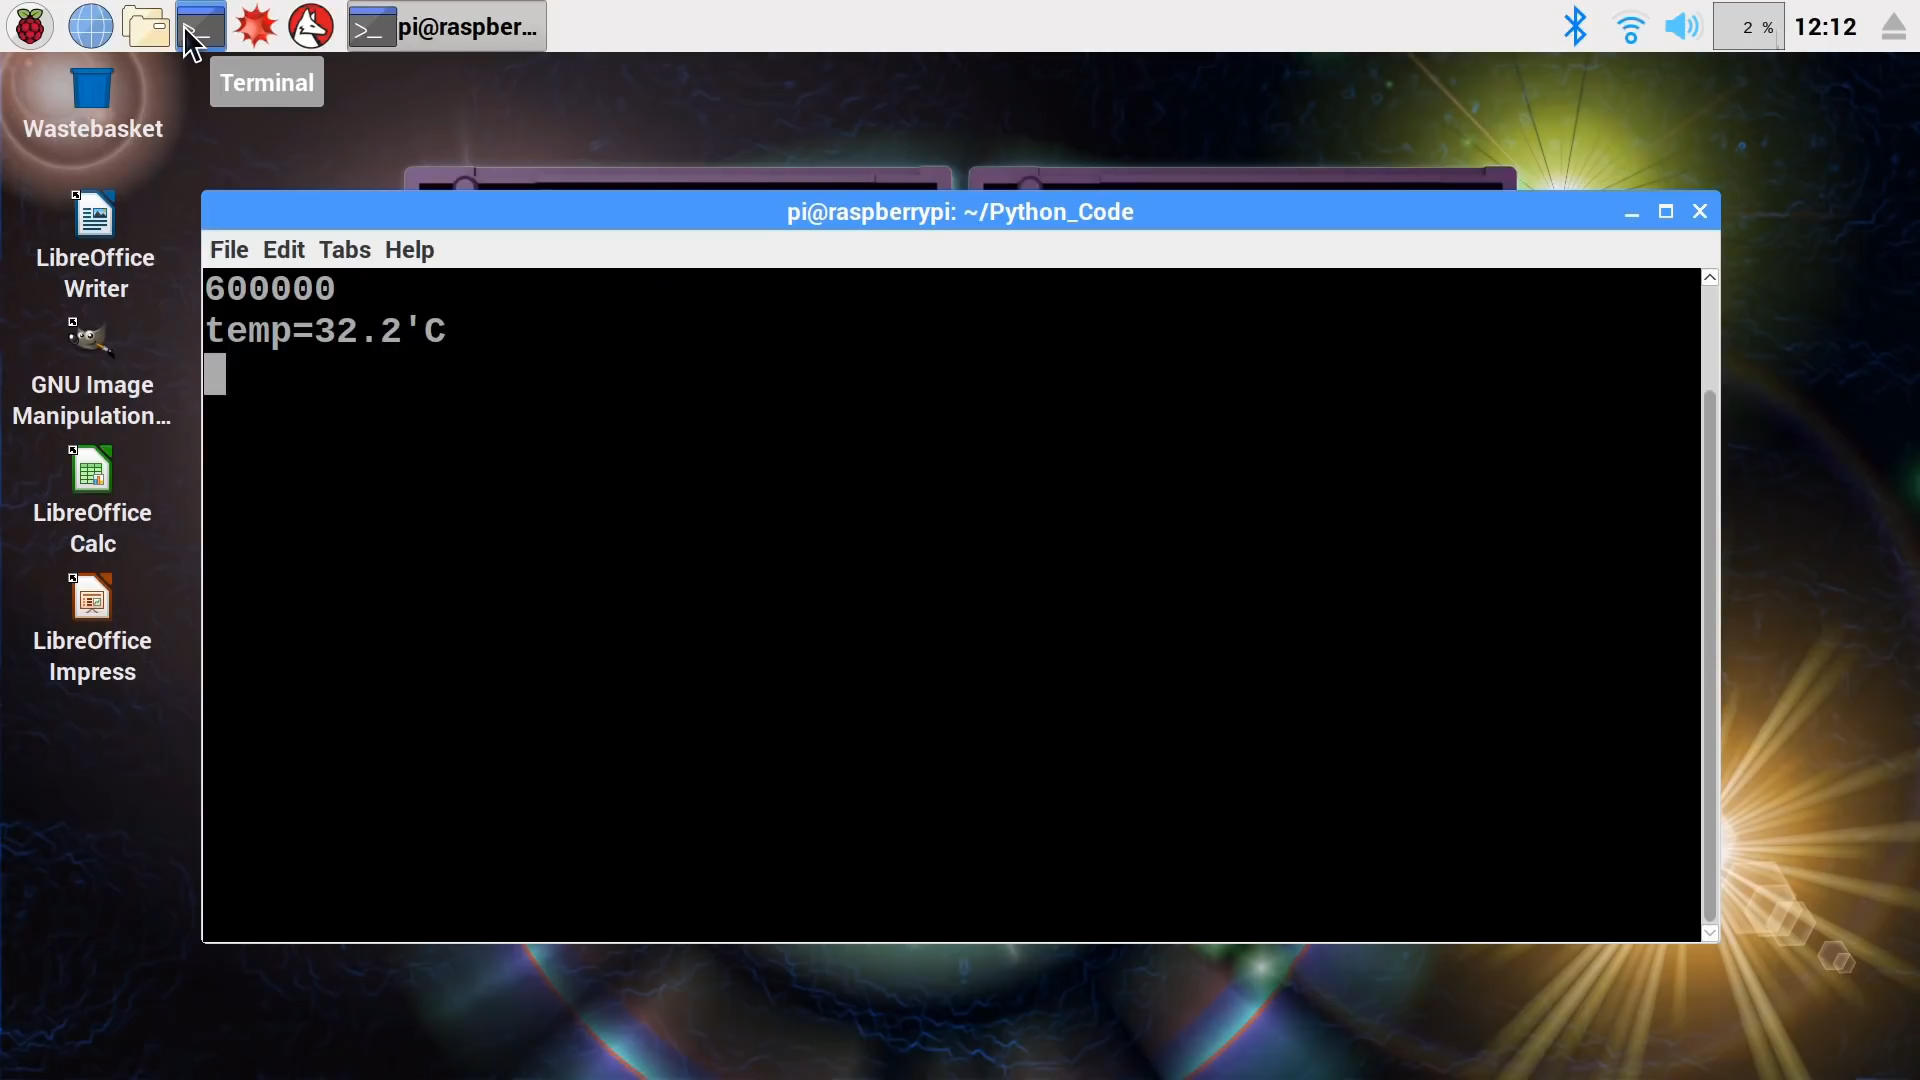 pi@raspber...
2 %
12:12
Terminal
Wastebasket
LibreOffice
Writer
GNU Image
Manipulation...
LibreOffice
Calc
LibreOffice
Impress
pi@raspberrypi: ~/Python_Code
File Edit Tabs Help
600000
temp=32.2'C